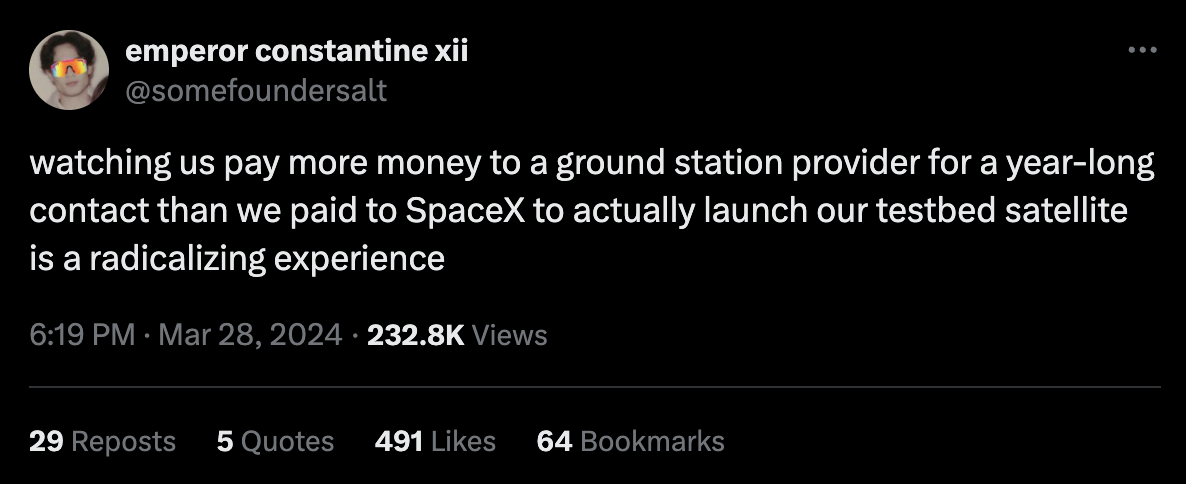 emperor constantine xii
@somefoundersalt
watching us pay more money to a ground station provider for a year-long
contact than we paid to SpaceX to actually launch our testbed satellite
is a radicalizing experience
6:19 PM · Mar 28, 2024 · 232.8K Views
29 Reposts 5 Quotes 491 Likes 64 Bookmarks